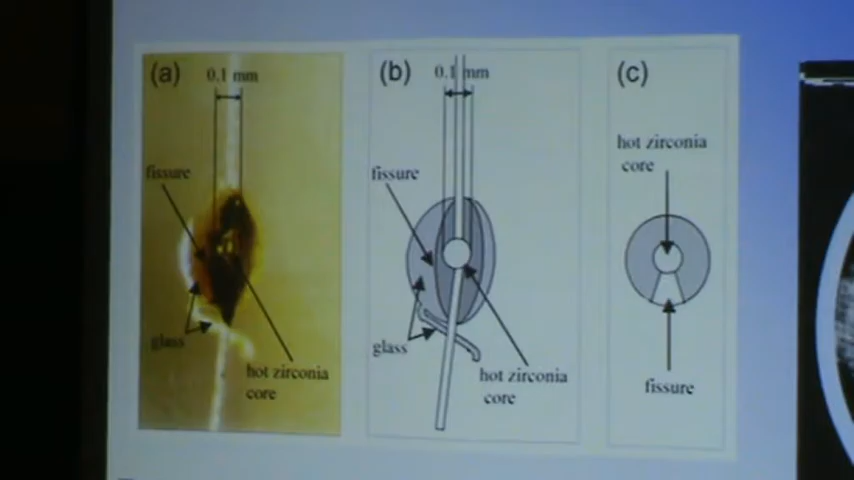 (a)
0.1 mm
fissure
glass
hot zirconia
core
(b)
0.1 mm
fissure
glass
hot zirconia
core
(c)
hot zirconia
core
fissure